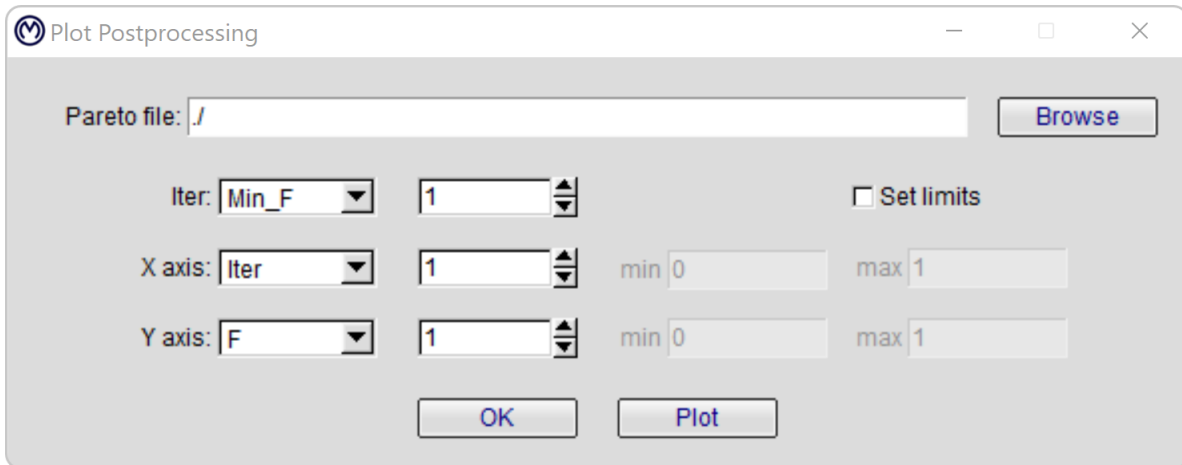 Plot Postprocessing
Pareto file: ./ Browse
Iter: Min_F 1 Set limits
X axis: Iter 1 min 0 max 1
Y axis: F 1 min 0 max 1
OK Plot